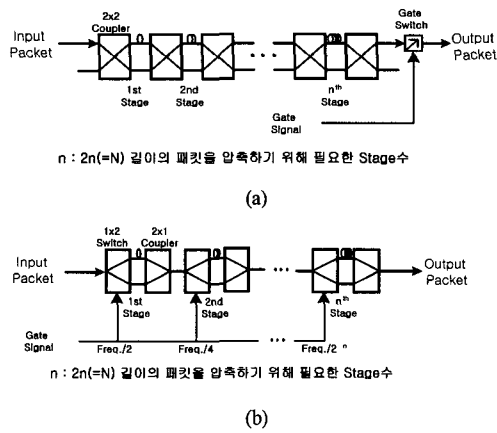 2x2
Coupler
Gate
Switch
Input
Packet
Output
Packet
1st
Stage
2nd
Stage
nth
Stage
Gate
Signal
n : 2n(=N) 길이의 패킷을 압축하기 위해 필요한 Stage수
(a)
1x2
Switch
2x1
Coupler
Input
Packet
Output
Packet
1st
Stage
2nd
Stage
nth
Stage
Gate
Signal
Freq./2
Freq./4
Freq./2 n
n : 2n(=N) 길이의 패킷을 압축하기 위해 필요한 Stage수
(b)